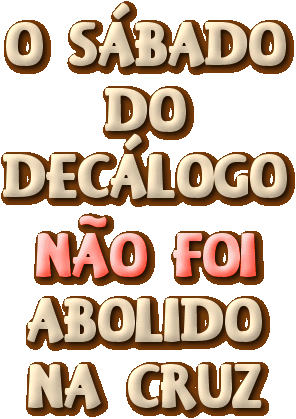 O SÁBADO
DO
DECÁLOGO
NÃO FOI
ABOLIDO
NA CRUZ